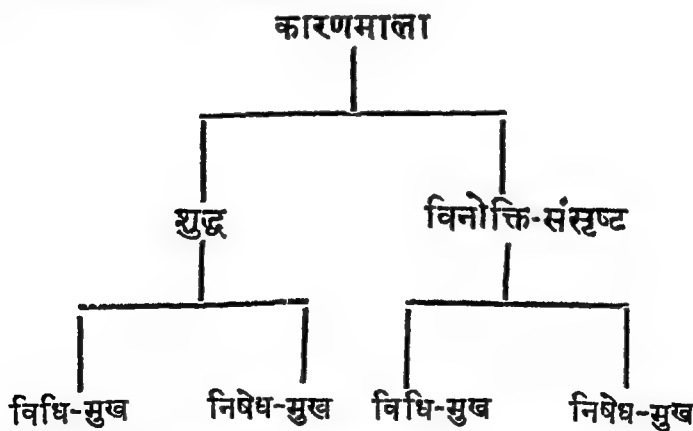 कारणमाला
शुद्ध विनोक्ति-संसृष्ट
विधि-मुख निषेध-मुख विधि-मुख निषेध-मुख